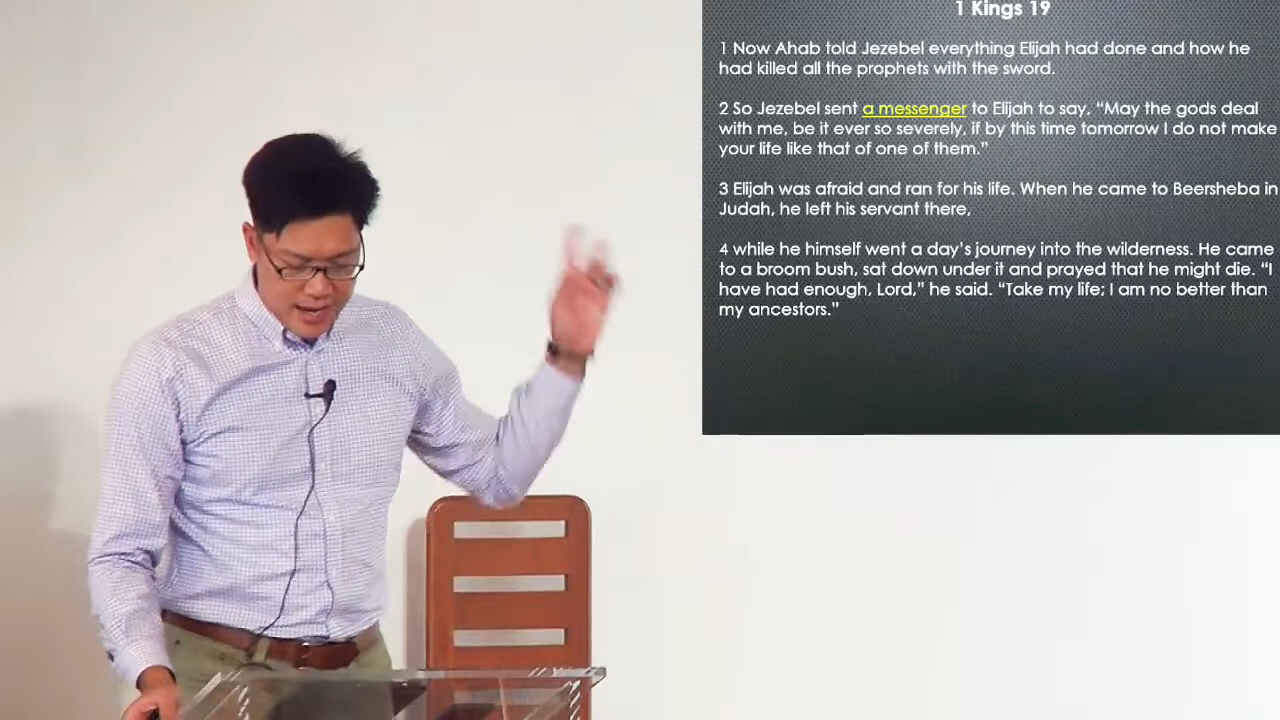 1 Kings 19
1 Now Ahab told Jezebel everything Elijah had done and how he
had killed all the prophets with the sword.
2 So Jezebel sent a messenger to Elijah to say, “May the gods deal
with me, be it ever so severely, if by this time tomorrow I do not make
your life like that of one of them.”
3 Elijah was afraid and ran for his life. When he came to Beersheba in
Judah, he left his servant there,
4 while he himself went a day’s journey into the wilderness. He came
to a broom bush, sat down under it and prayed that he might die. “I
have had enough, Lord,” he said. “Take my life; I am no better than
my ancestors.”